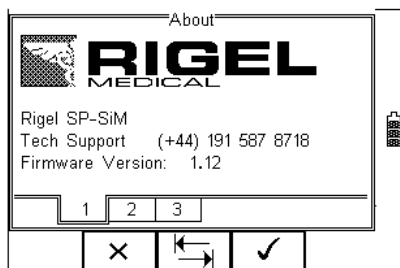 About
RIGEL
MEDICAL
Rigel SP-SiM
Tech Support (+44) 191 587 8718
Firmware Version: 1.12
1 2 3